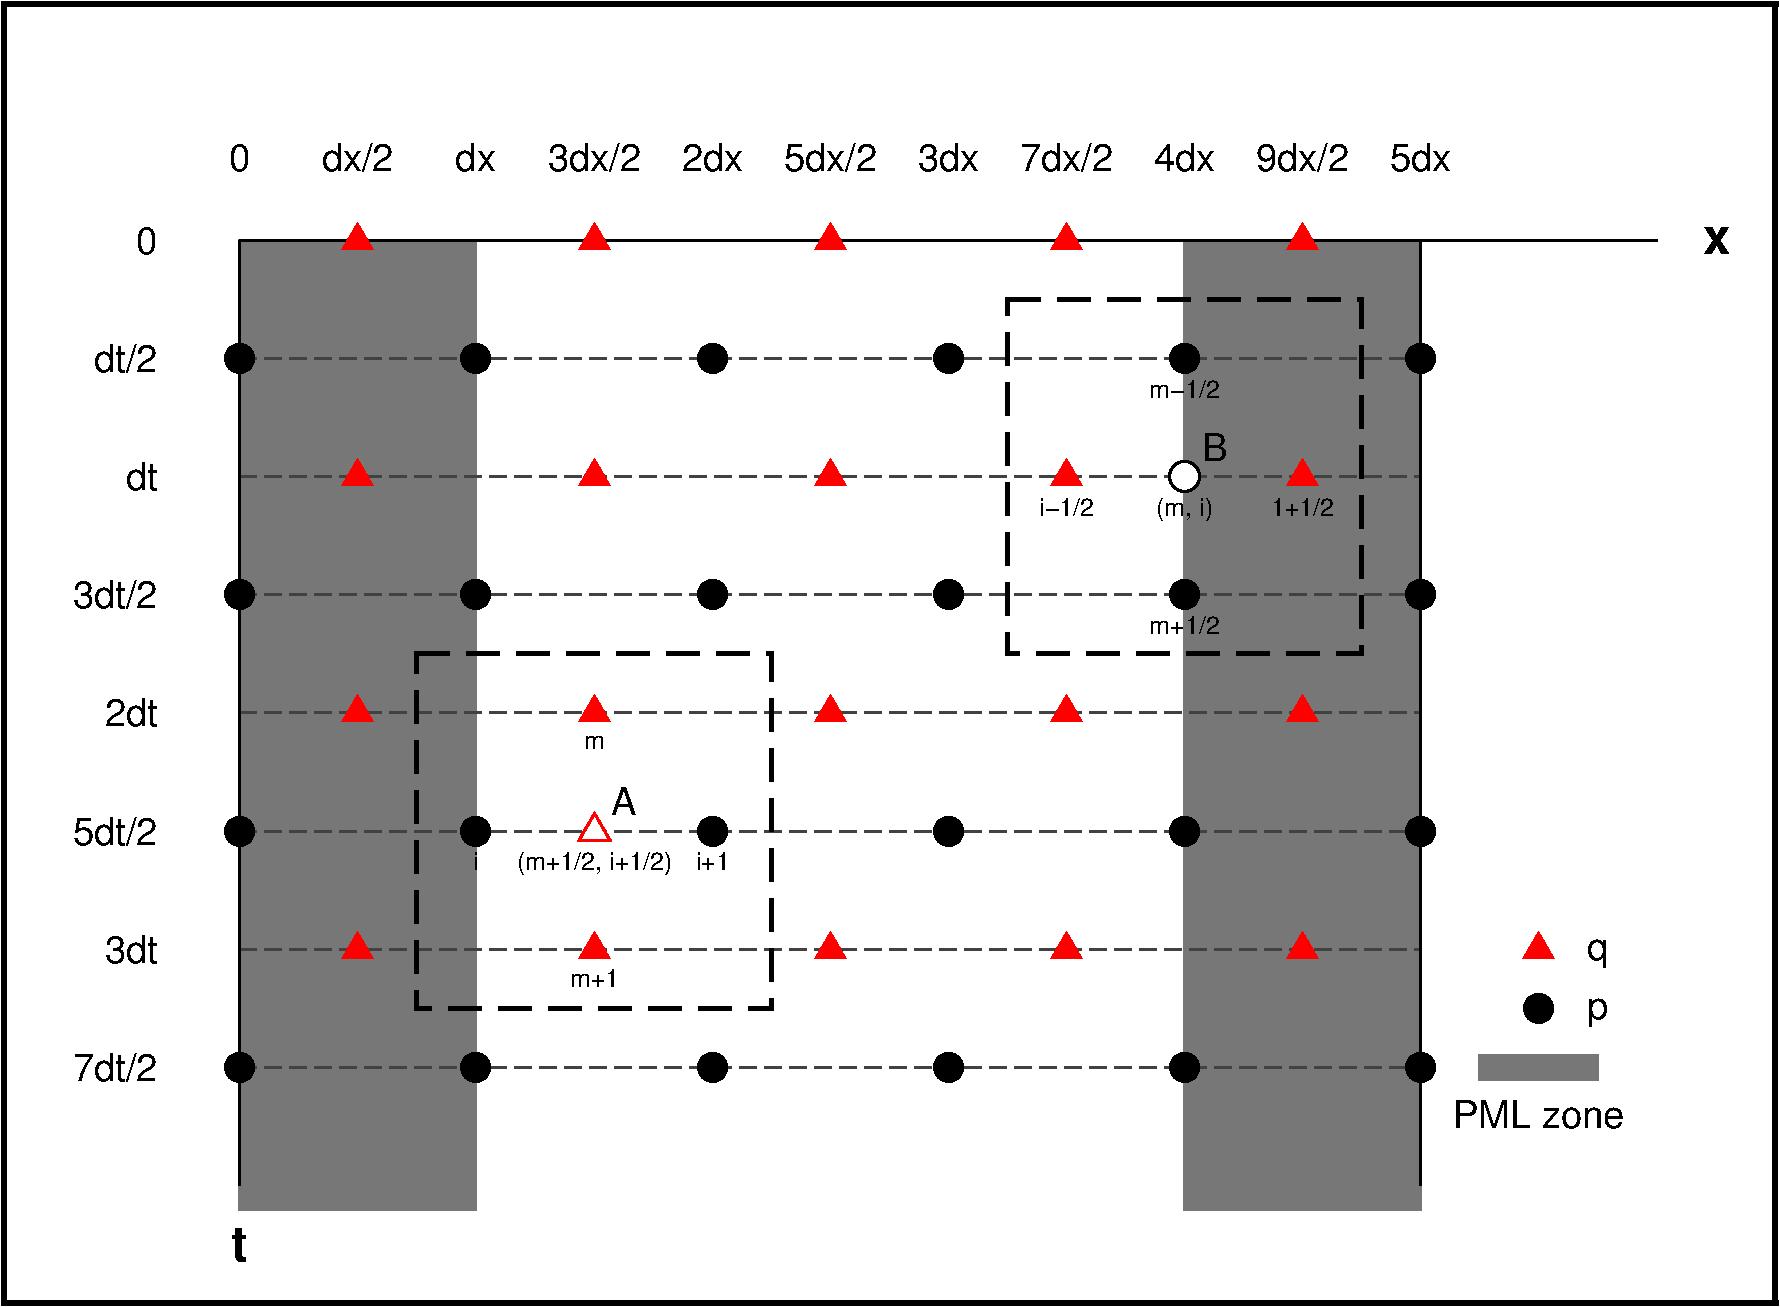 0 dx/2 dx 3dx/2 2dx 5dx/2 3dx 7dx/2 4dx 9dx/2 5dx
0 x
dt/2
m−1/2
B
dt
i−1/2 (m, i) 1+1/2
3dt/2
m+1/2
2dt
m
A
5dt/2
i (m+1/2, i+1/2) i+1
3dt q
m+1
p
7dt/2
PML zone
t